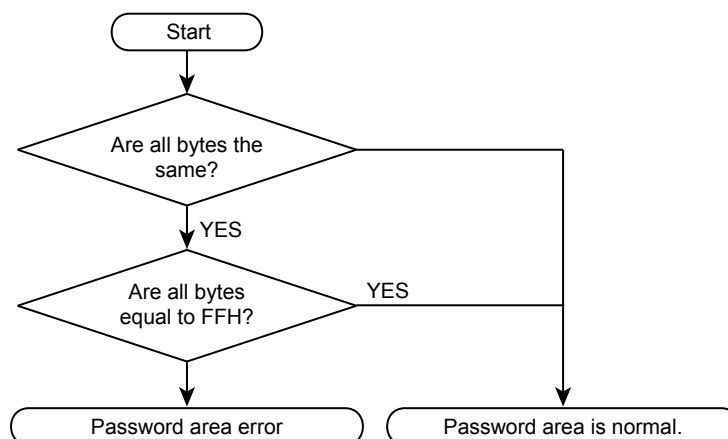 Start
Are all bytes the
same?
YES
Are all bytes
equal to FFH?
YES
Password area error
Password area is normal.